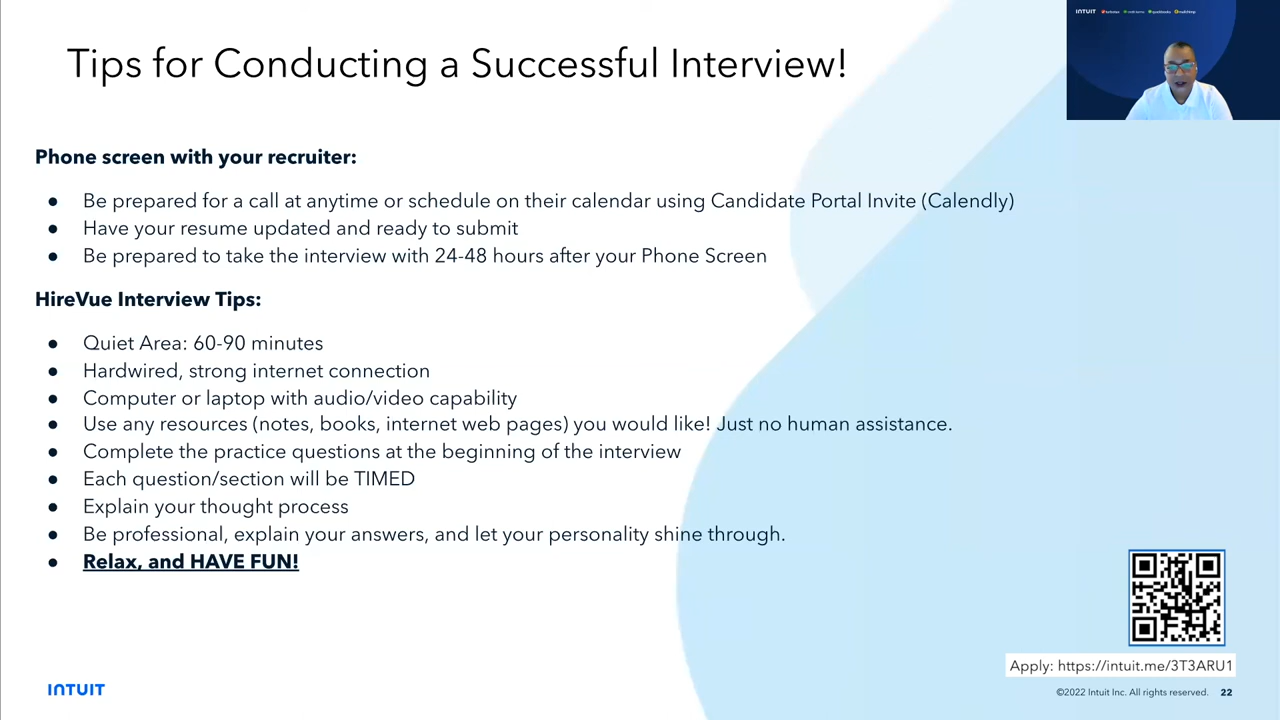 Tips for Conducting a Successful Interview!
INTUIT
Phone screen with your recruiter:
● Be prepared for a call at anytime or schedule on their calendar using Candidate Portal Invite (Calendly)
● Have your resume updated and ready to submit
● Be prepared to take the interview with 24-48 hours after your Phone Screen
HireVue Interview Tips:
● Quiet Area: 60-90 minutes
● Hardwired, strong internet connection
● Computer or laptop with audio/video capability
● Use any resources (notes, books, internet web pages) you would like! Just no human assistance.
● Complete the practice questions at the beginning of the interview
● Each question/section will be TIMED
● Explain your thought process
● Be professional, explain your answers, and let your personality shine through.
● Relax, and HAVE FUN!
Apply: https://intuit.me/3T3ARU1
INTUIT
©2022 Intuit Inc. All rights reserved. 22